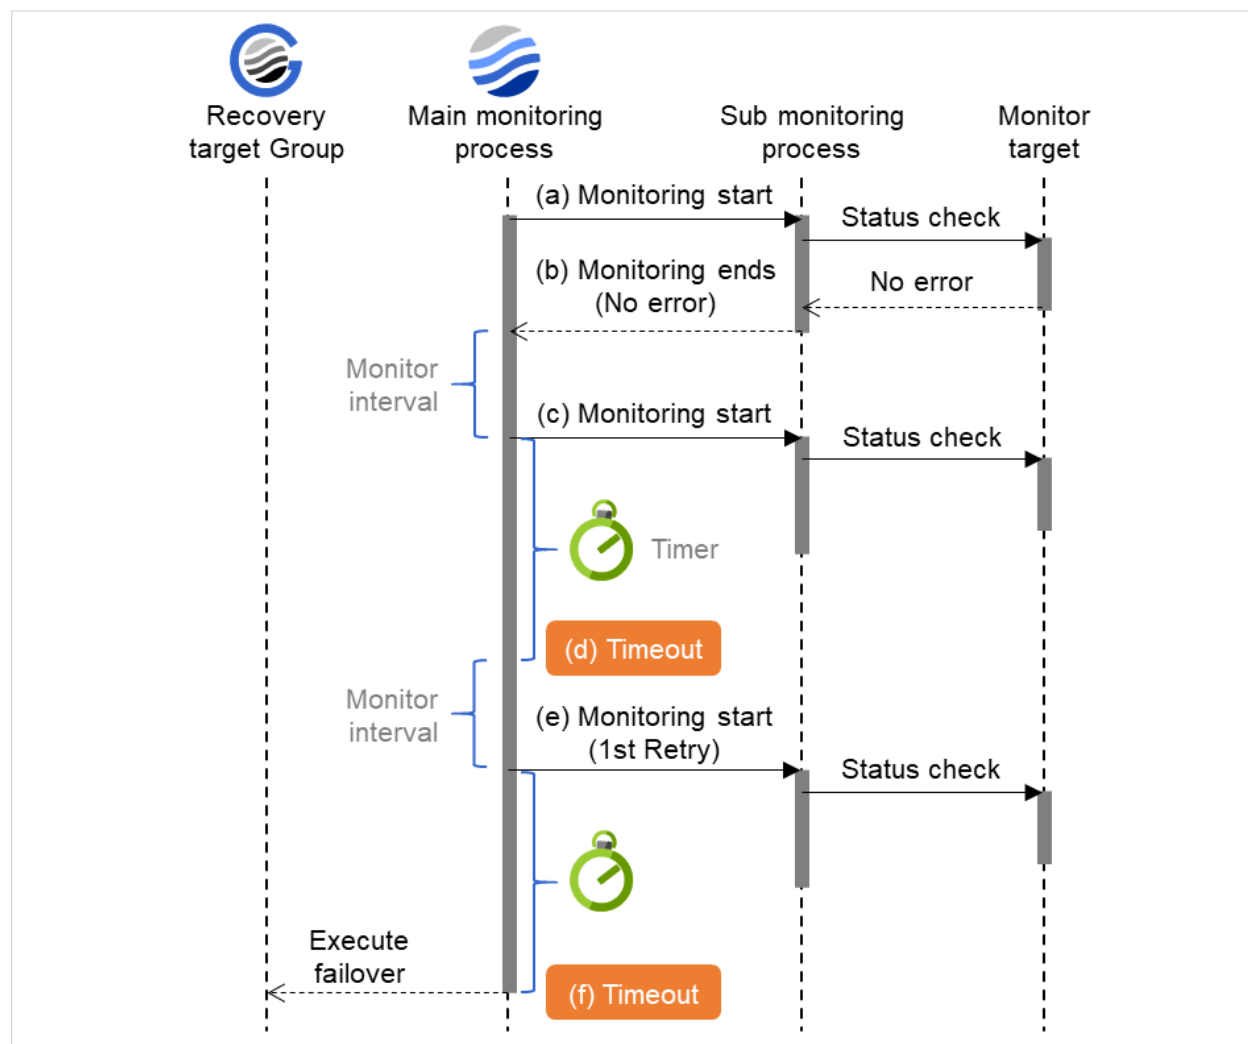 Recovery
target Group
Main monitoring
process
Sub monitoring
process
Monitor
target
(a) Monitoring start
Status check
(b) Monitoring ends
(No error)
No error
Monitor
interval
(c) Monitoring start
Status check
Timer
(d) Timeout
Monitor
interval
(e) Monitoring start
(1st Retry)
Status check
Execute
failover
(f) Timeout